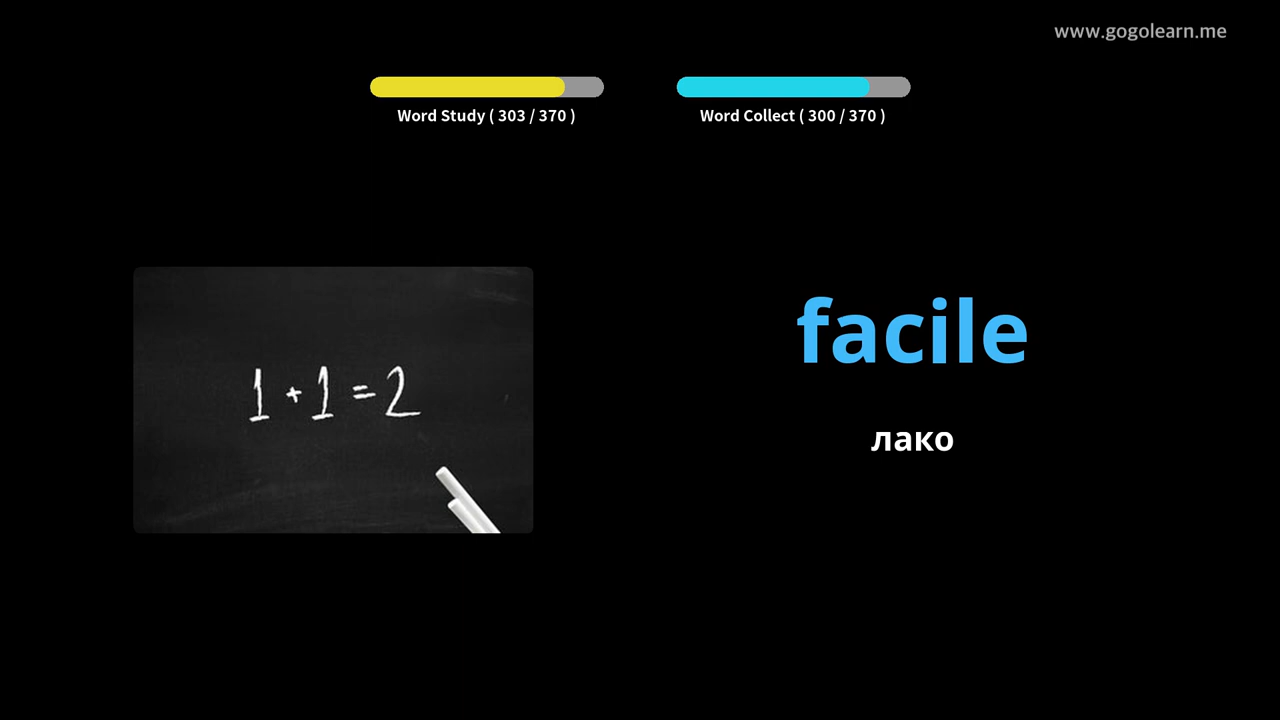 www.gogolearn.me
Word Study ( 303 / 370 )
Word Collect ( 300 / 370 )
1 + 1 = 2
facile
лако